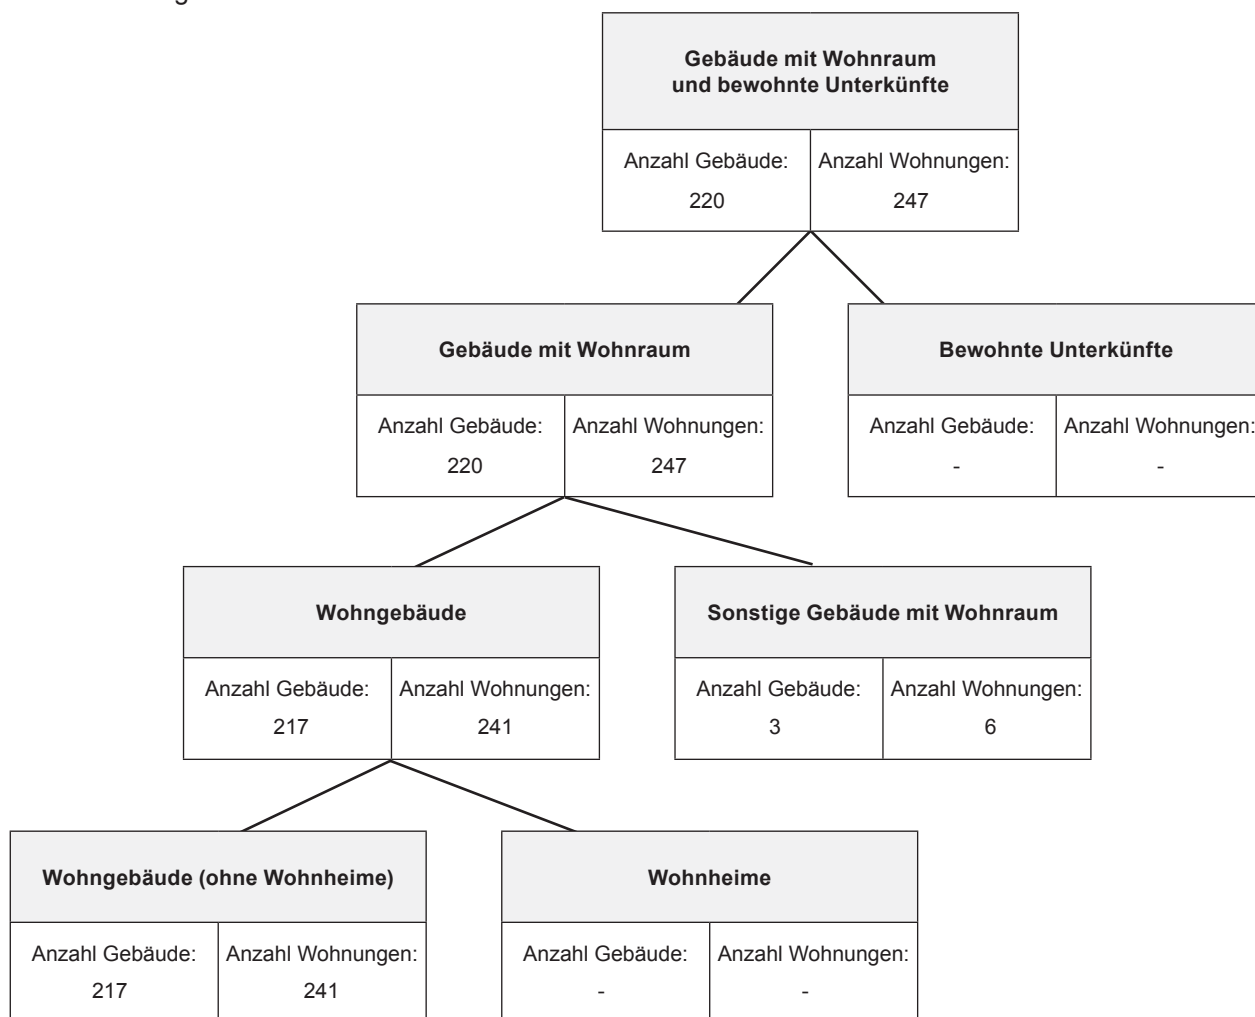 Gebäude mit Wohnraum
und bewohnte Unterkünfte
Anzahl Gebäude: Anzahl Wohnungen:
220 247
Gebäude mit Wohnraum
Bewohnte Unterkünfte
Anzahl Gebäude: Anzahl Wohnungen:
220 247
Anzahl Gebäude: Anzahl Wohnungen:
- -
Wohngebäude
Sonstige Gebäude mit Wohnraum
Anzahl Gebäude: Anzahl Wohnungen:
217 241
Anzahl Gebäude: Anzahl Wohnungen:
3 6
Wohngebäude (ohne Wohnheime)
Wohnheime
Anzahl Gebäude: Anzahl Wohnungen:
217 241
Anzahl Gebäude: Anzahl Wohnungen:
- -